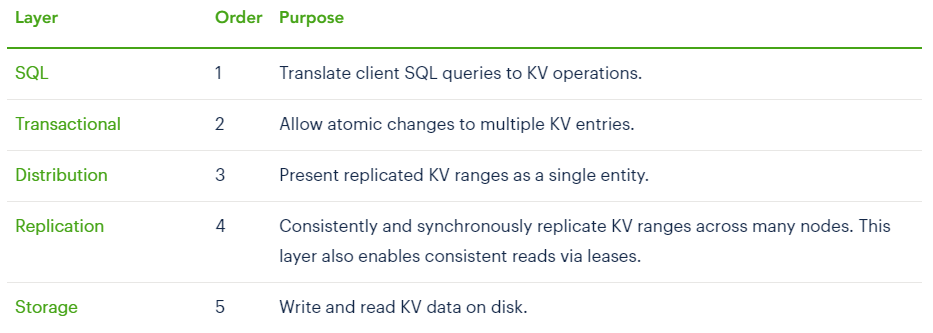 Layer Order Purpose
SQL 1 Translate client SQL queries to KV operations.
Transactional 2 Allow atomic changes to multiple KV entries.
Distribution 3 Present replicated KV ranges as a single entity.
Replication 4 Consistently and synchronously replicate KV ranges across many nodes. This
layer also enables consistent reads via leases.
Storage 5 Write and read KV data on disk.